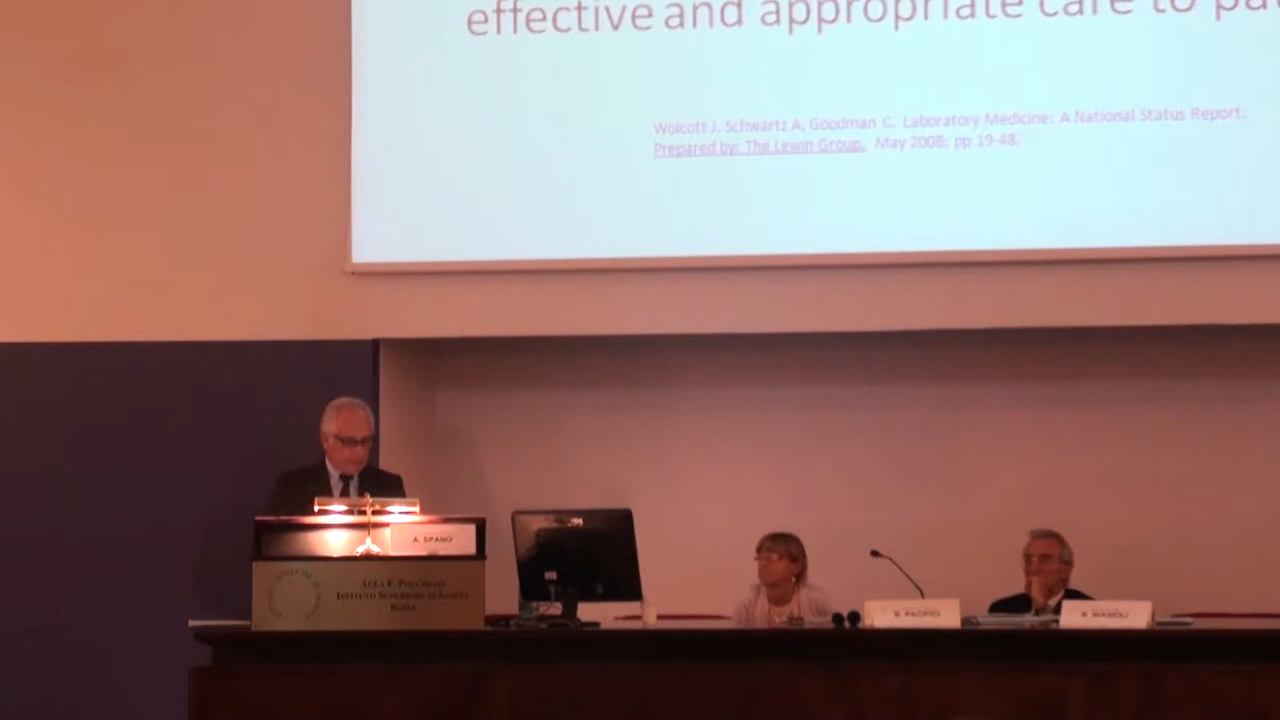 effective and appropriate care to pa
Wolcott J, Schwartz A, Goodman C. Laboratory Medicine: A National Status Report.
Prepared by: The Lewin Group. May 2008; pp 19-48.
A. SPANO'
AULA F. POCCHIARI
ISTITUTO SUPERIORE DI SANITÀ
ROMA